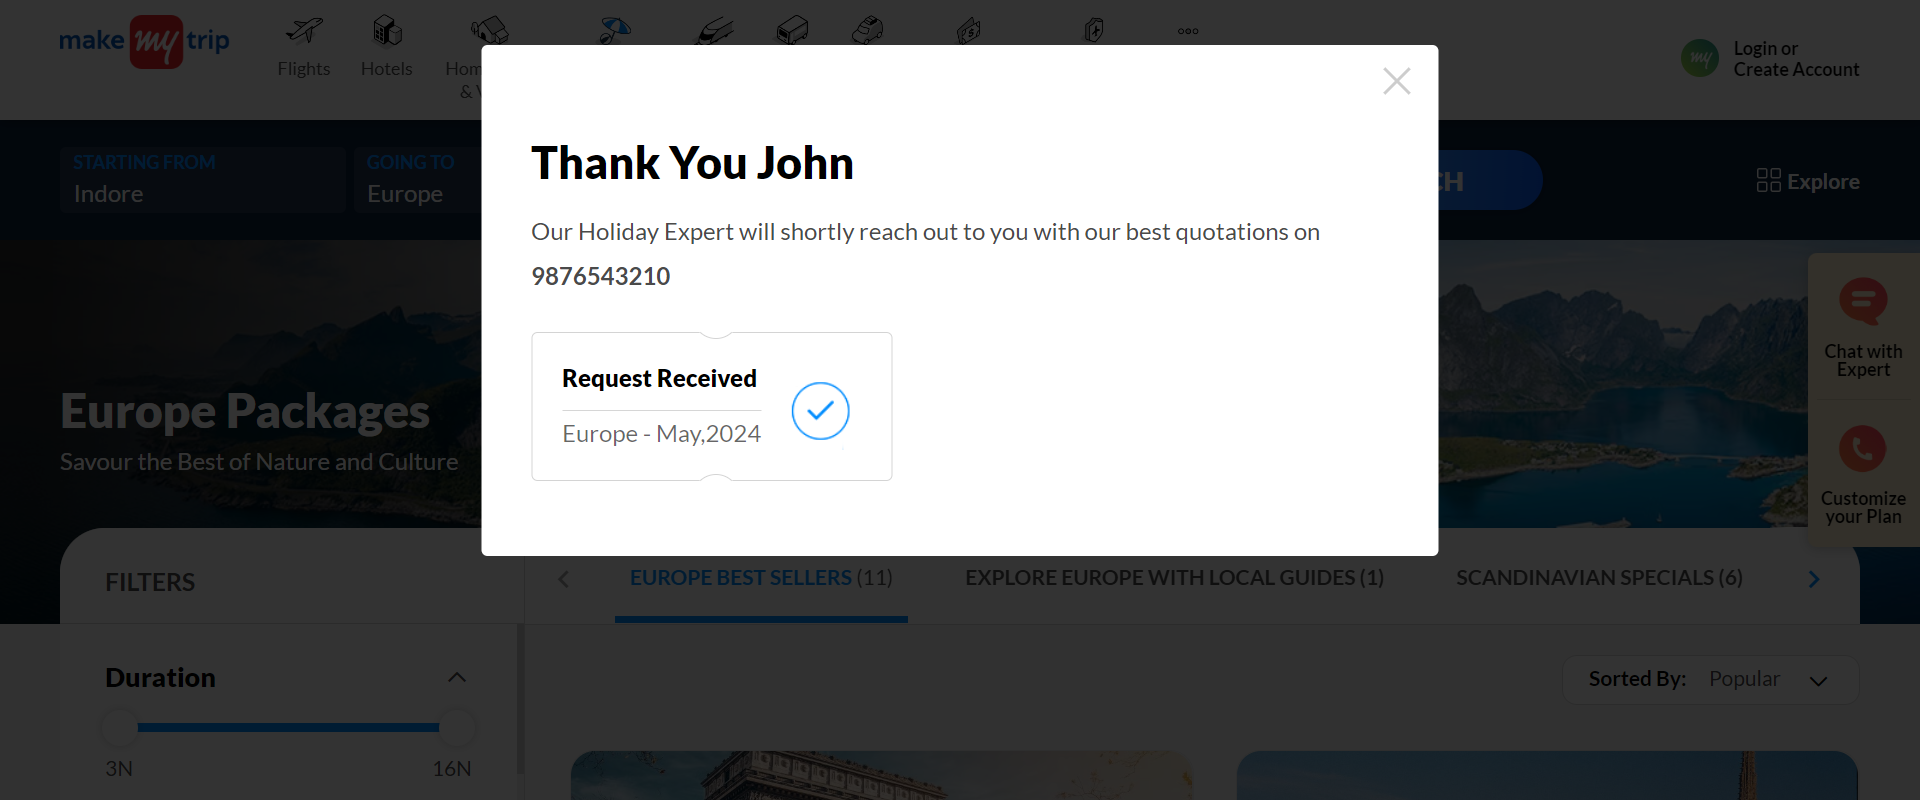 make my trip
Flights
Hotels
Hom
&
my
Login or
Create Account
STARTING FROM
Indore
GOING TO
Europe
CH
Explore
Thank You John
Our Holiday Expert will shortly reach out to you with our best quotations on
9876543210
Request Received
Europe - May,2024
Chat with
Expert
Customize
your Plan
Europe Packages
Savour the Best of Nature and Culture
FILTERS
EUROPE BEST SELLERS (11)
EXPLORE EUROPE WITH LOCAL GUIDES (1)
SCANDINAVIAN SPECIALS (6)
Duration
3N
16N
Sorted By: Popular